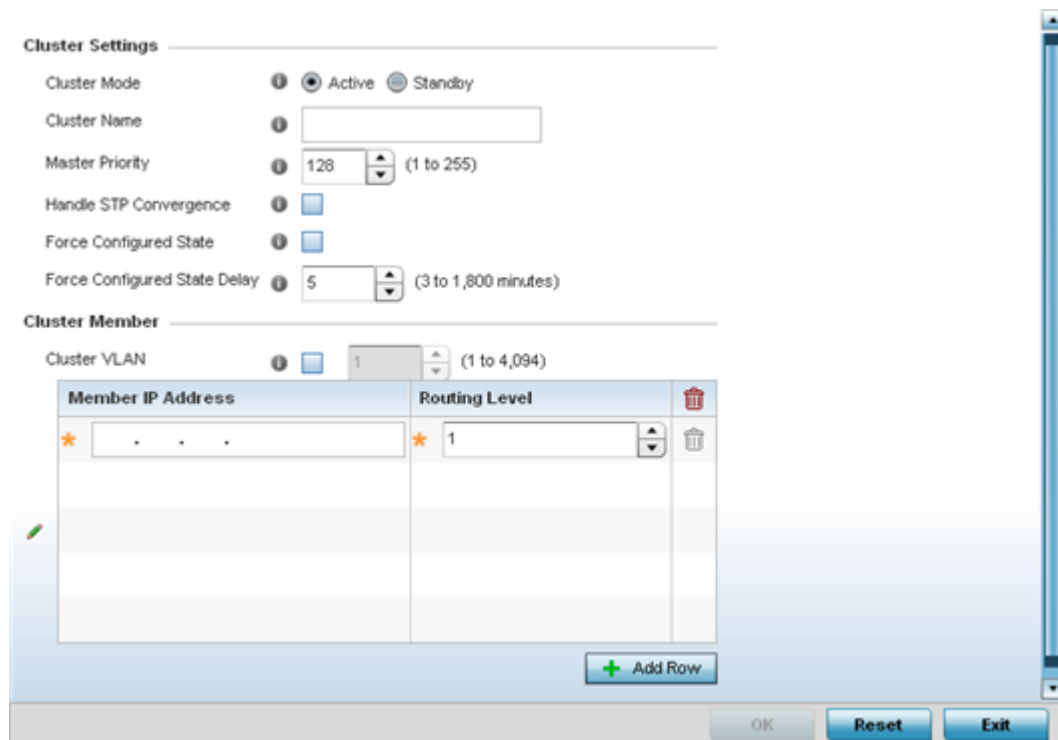 Cluster Settings
Cluster Mode Active Standby
Cluster Name
Master Priority 128 (1 to 255)
Handle STP Convergence
Force Configured State
Force Configured State Delay 5 (3 to 1,800 minutes)
Cluster Member
Cluster VLAN 1 (1 to 4,094)
Member IP Address Routing Level
* . . . * 1
Add Row
OK Reset Exit